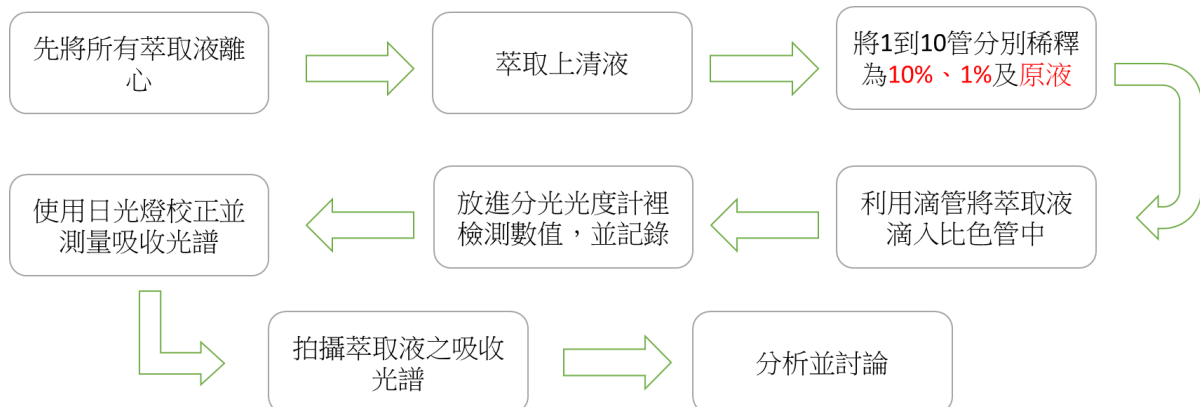 先將所有萃取液離
心
萃取上清液
將1到10管分別稀釋
為10%、1%及原液
利用滴管將萃取液
滴入比色管中
放進分光光度計裡
檢測數值，並記錄
使用日光燈校正並
測量吸收光譜
拍攝萃取液之吸收
光譜
分析並討論